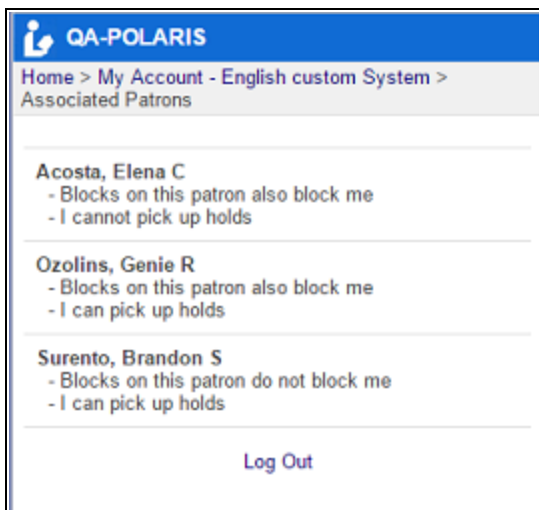 QA-POLARIS
Home > My Account - English custom System >
Associated Patrons
Acosta, Elena C
- Blocks on this patron also block me
- I cannot pick up holds
Ozolins, Genie R
- Blocks on this patron also block me
- I can pick up holds
Surento, Brandon S
- Blocks on this patron do not block me
- I can pick up holds
Log Out